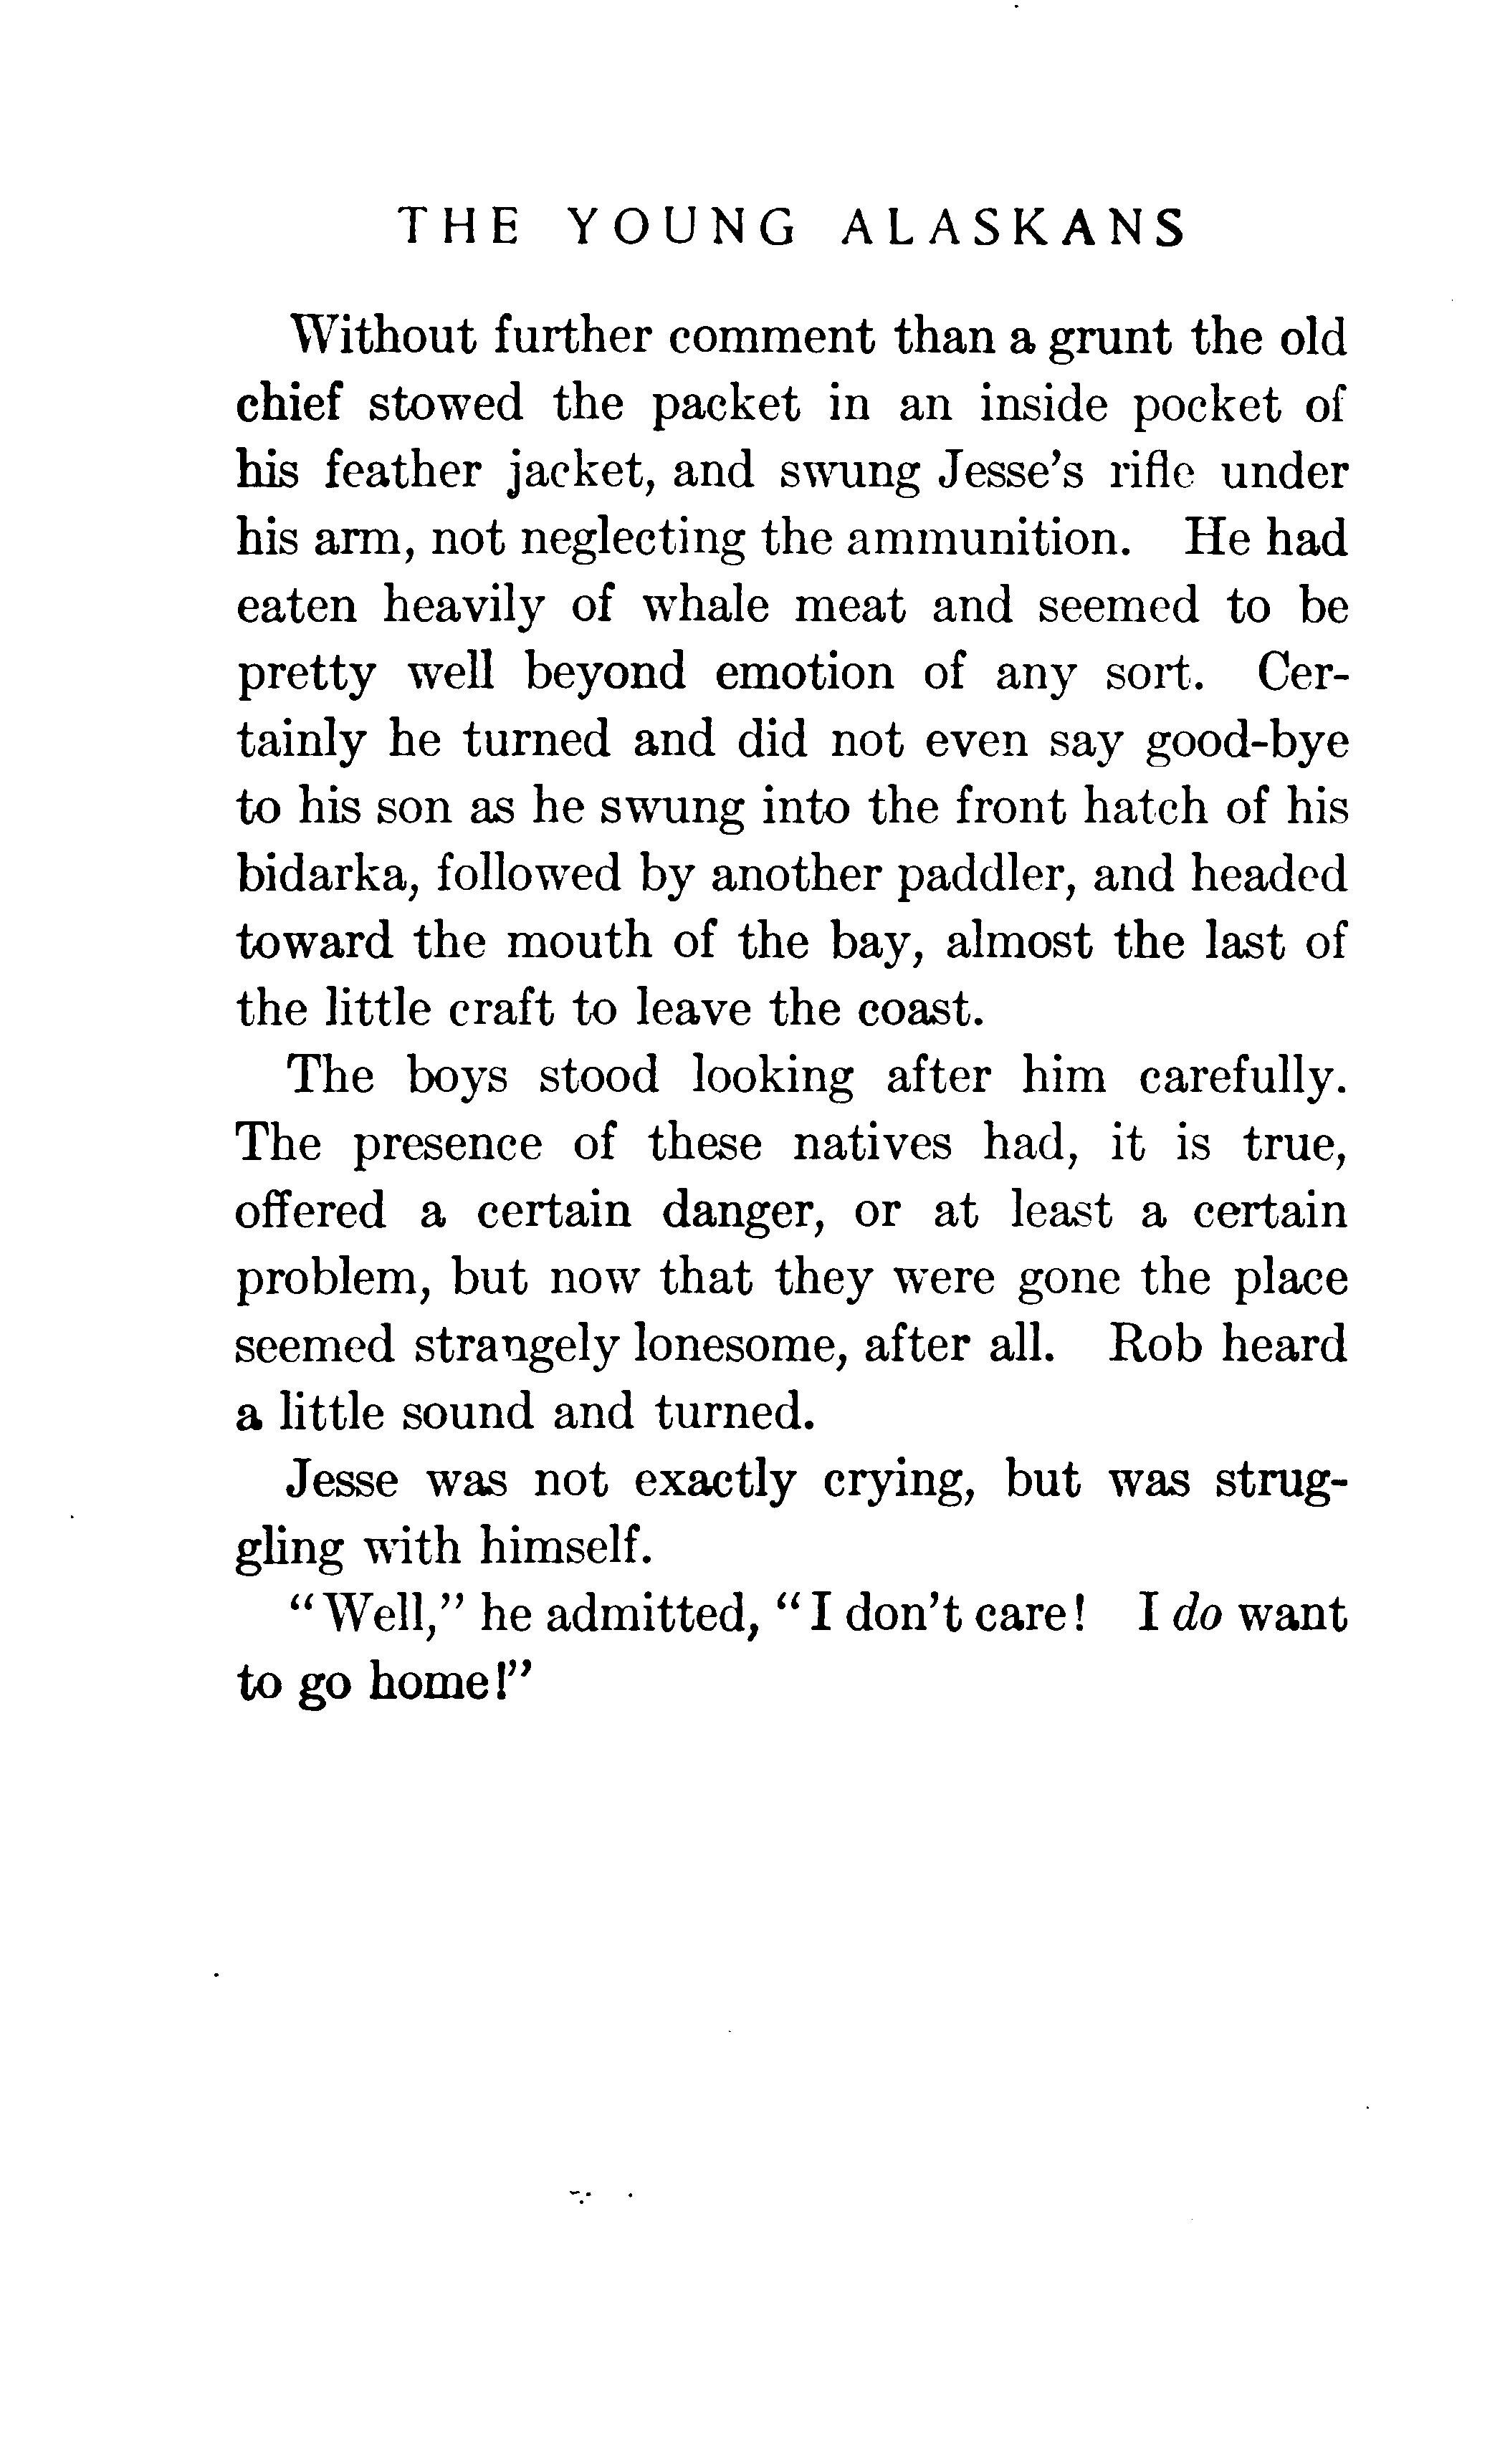 THE YOUNG ALASKANS
Without further comment than a grunt the old
chief stowed the packet in an inside pocket of
his feather jacket, and swung Jesse's rifle under
his arm, not neglecting the ammunition. He had
eaten heavily of whale meat and seemed to be
pretty well beyond emotion of any sort. Cer-
tainly he turned and did not even say good-bye
to his son as he swung into the front hatch of his
bidarka, followed by another paddler, and headed
toward the mouth of the bay, almost the last of
the little craft to leave the coast.
The boys stood looking after him carefully.
The presence of these natives had, it is true,
offered a certain danger, or at least a certain
problem, but now that they were gone the place
seemed strangely lonesome, after all. Rob heard
a little sound and turned.
Jesse was not exactly crying, but was strug-
gling with himself.
"Well," he admitted, "I don't care! I do want
to go home!"